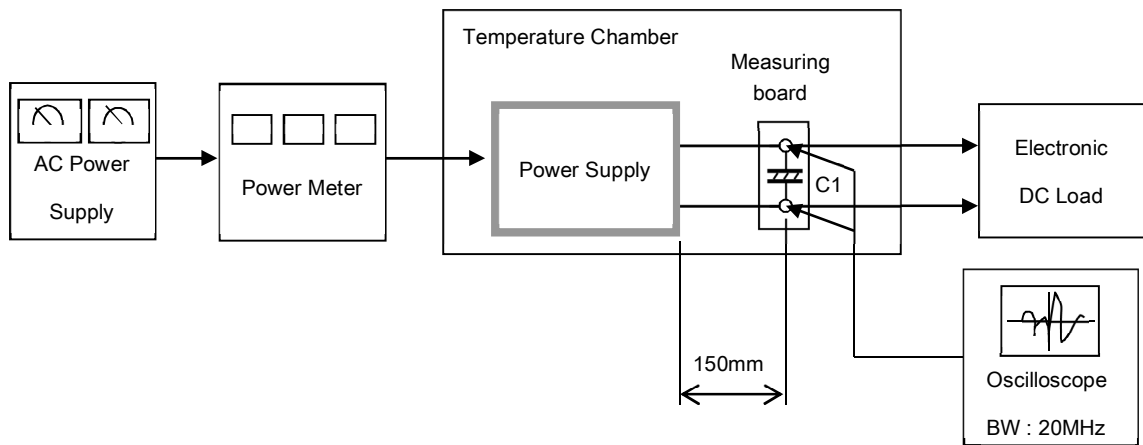 Temperature Chamber
Measuring
board
AC Power
Supply
Power Meter
Power Supply
C1
Electronic
DC Load
150mm
Oscilloscope
BW : 20MHz